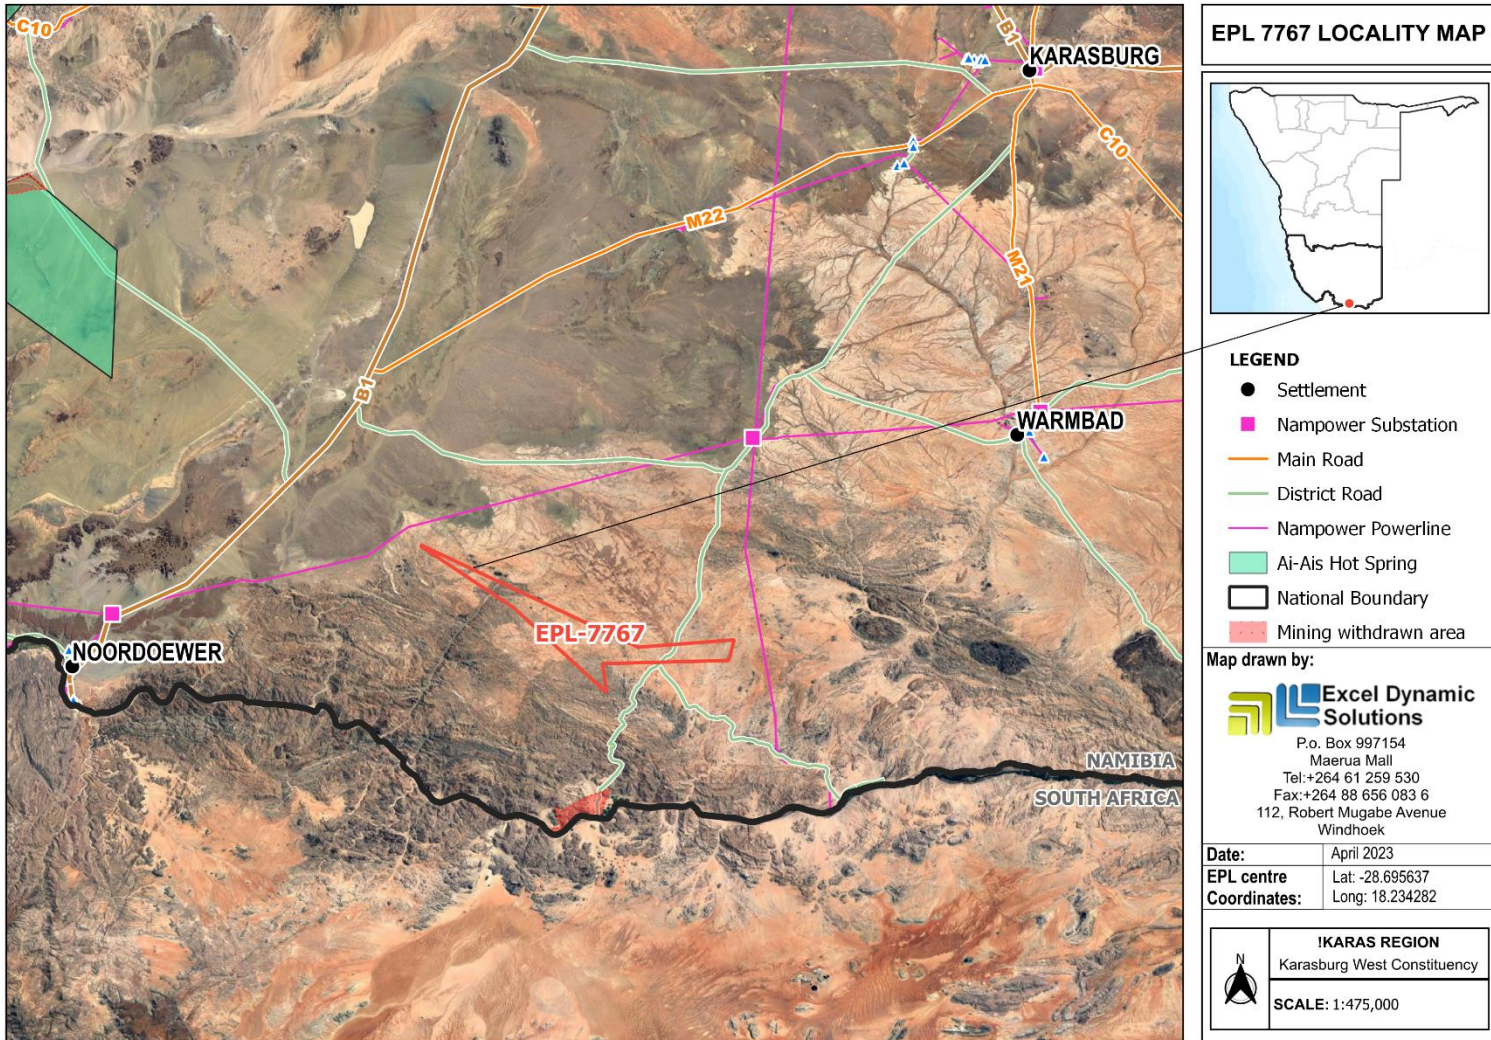 C10
B1
KARASBURG
C10
M22
M21
B1
WARMBAD
EPL-7767
NOORDOEWER
NAMIBIA
SOUTH AFRICA
EPL 7767 LOCALITY MAP
LEGEND
Settlement
Nampower Substation
Main Road
District Road
Nampower Powerline
Ai-Ais Hot Spring
National Boundary
Mining withdrawn area
Map drawn by:
Excel Dynamic
Solutions
P.o. Box 997154
Maerua Mall
Tel:+264 61 259 530
Fax:+264 88 656 083 6
112, Robert Mugabe Avenue
Windhoek
Date: April 2023
EPL centre Lat: -28.695637
Coordinates: Long: 18.234282
N
!KARAS REGION
Karasburg West Constituency
SCALE: 1:475,000